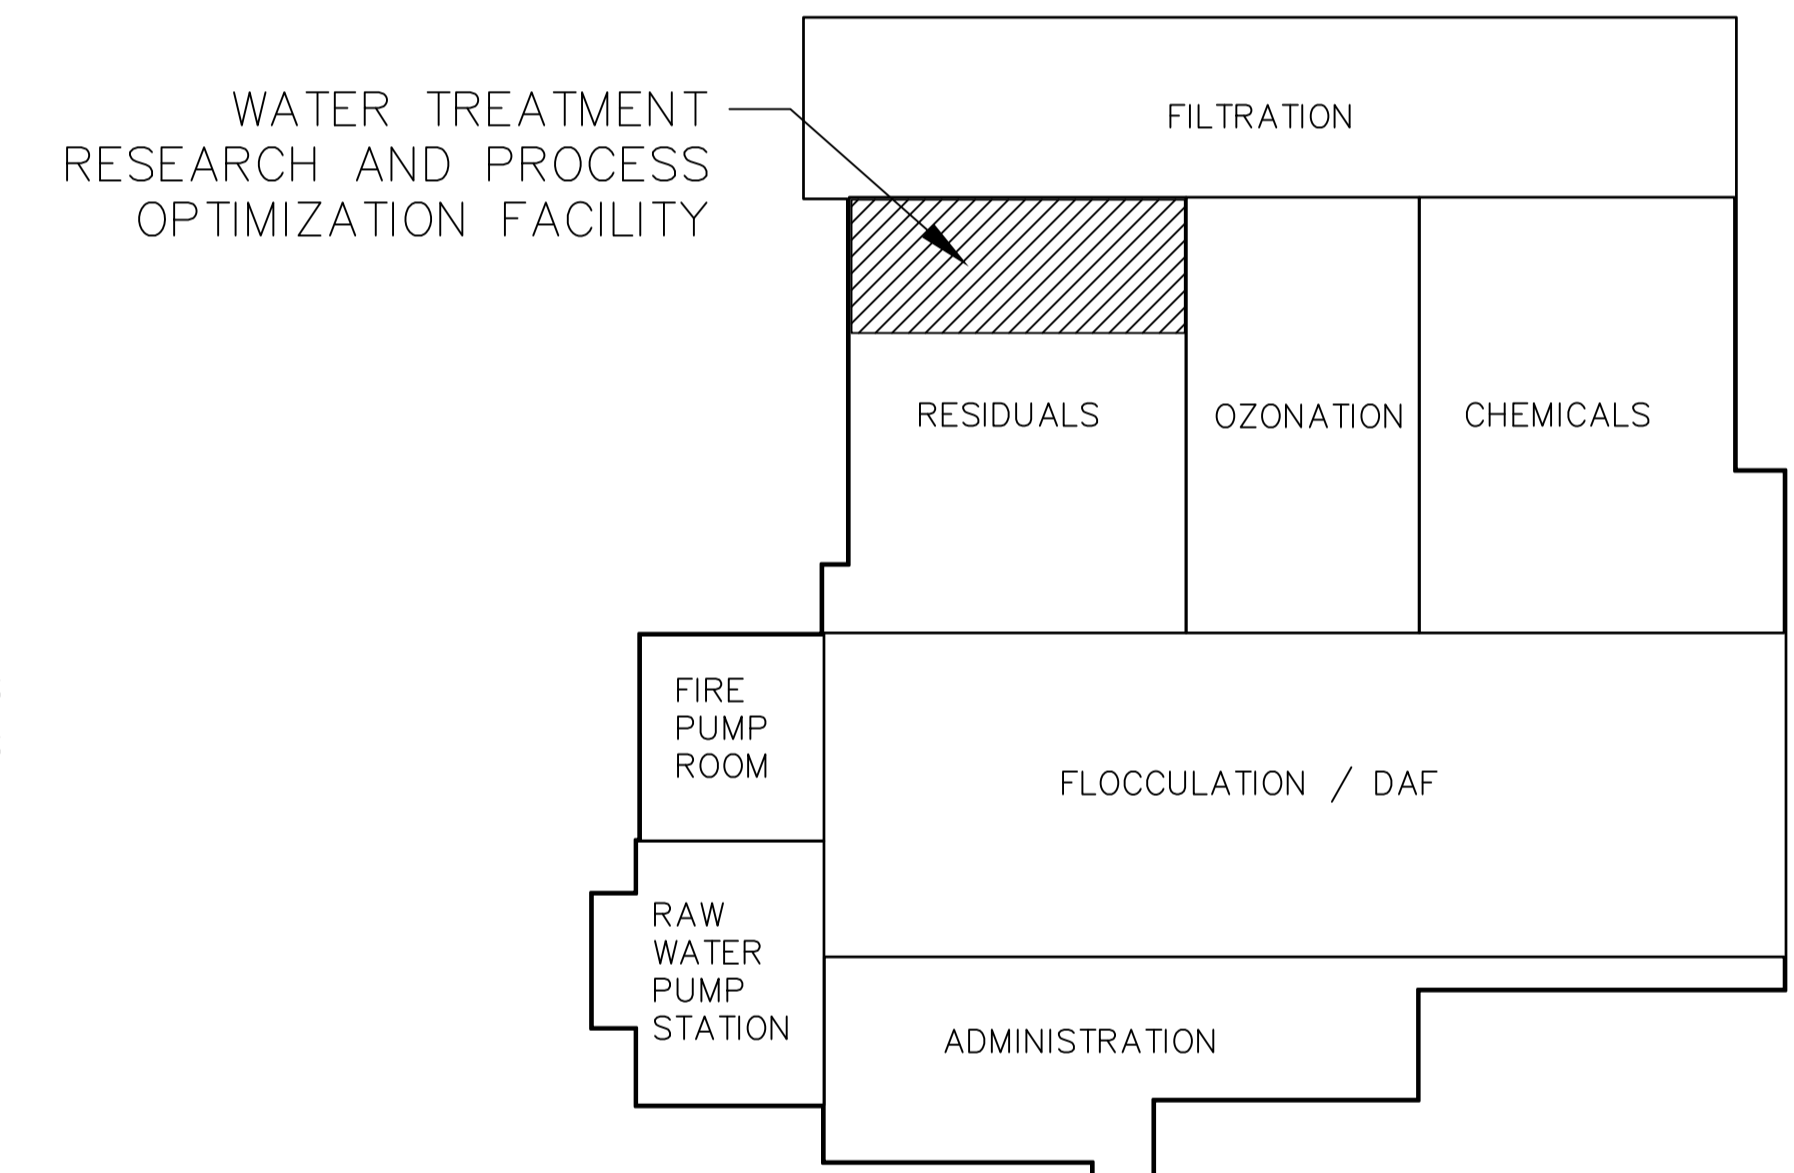 WATER TREATMENT
RESEARCH AND PROCESS
OPTIMIZATION FACILITY
FILTRATION
RESIDUALS
OZONATION
CHEMICALS
FIRE
PUMP
ROOM
FLOCCULATION / DAF
RAW
WATER
PUMP
STATION
ADMINISTRATION